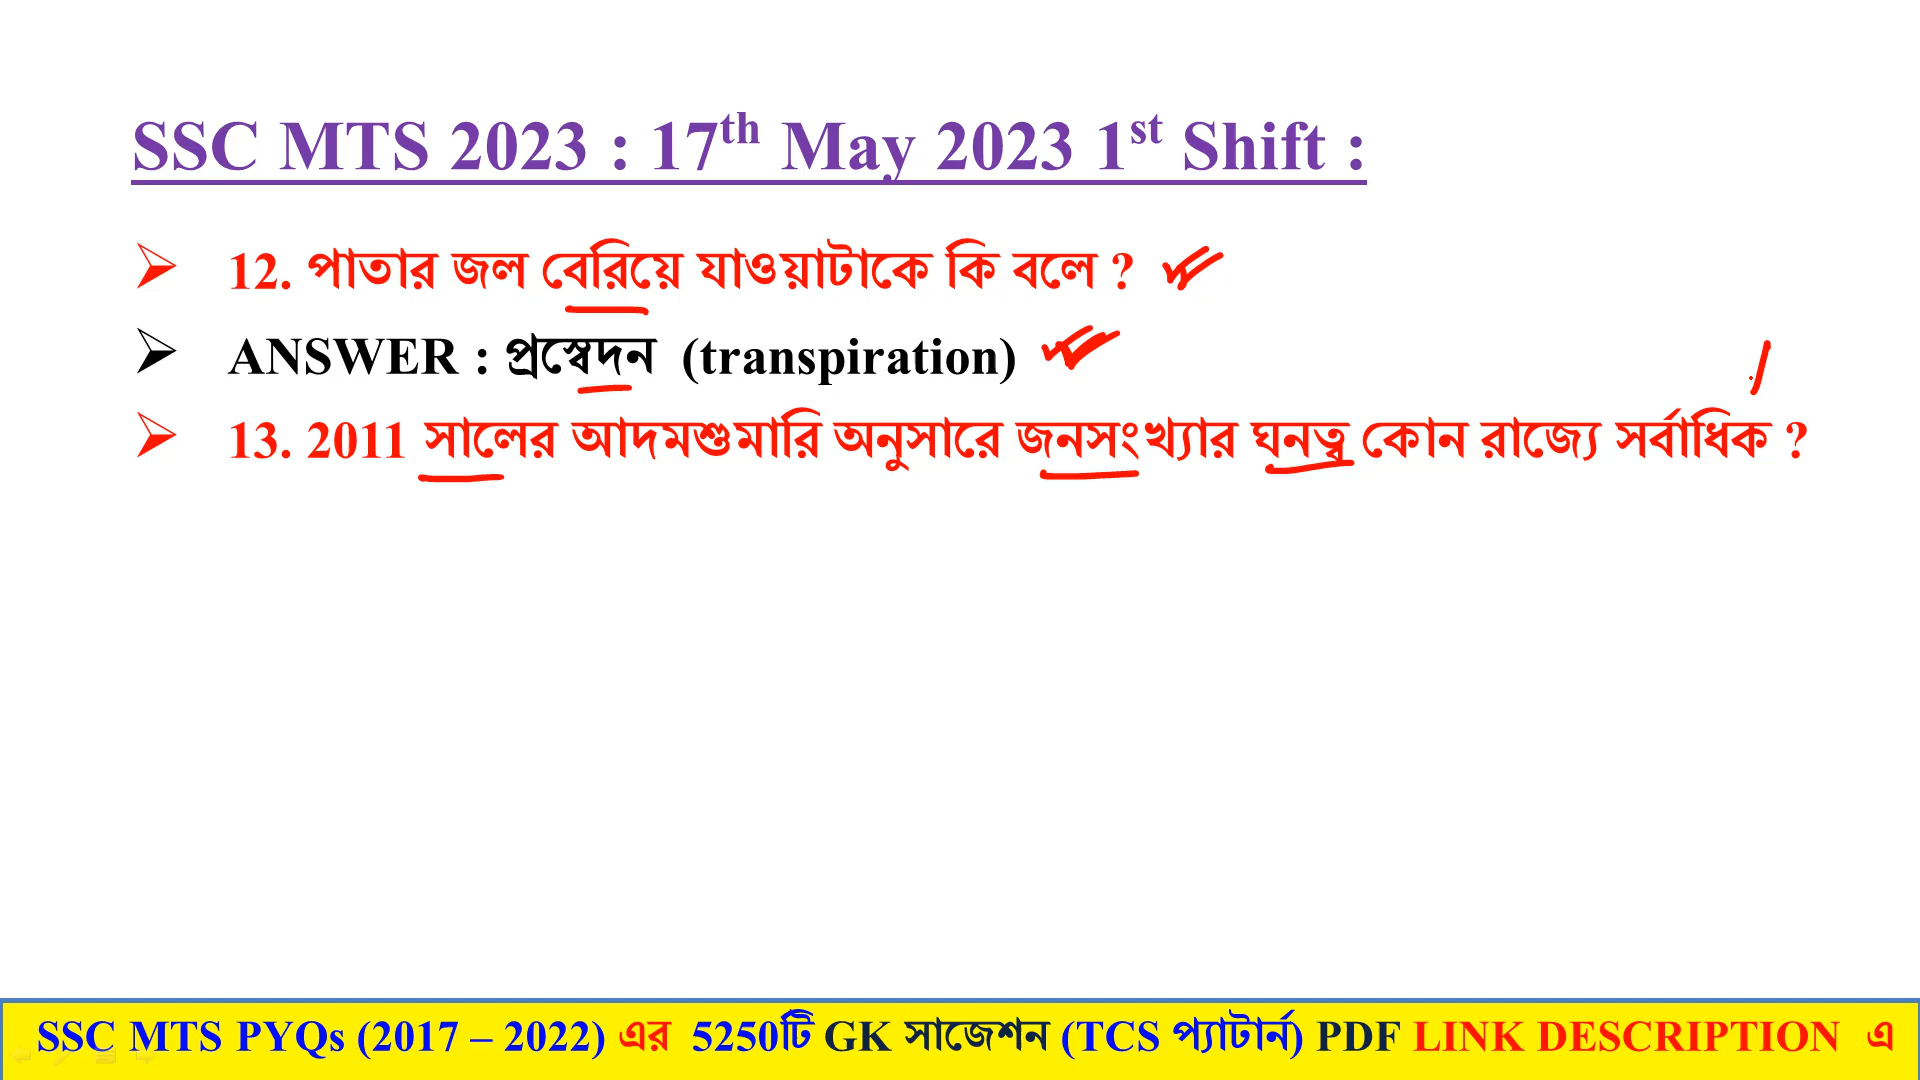 SSC MTS 2023 : 17th May 2023 1st Shift :
12. পাতার জল বেরিয়ে যাওয়াটাকে কি বলে ?
ANSWER : প্রস্বেদন (transpiration)
13. 2011 সালের আদমশুমারি অনুসারে জনসংখ্যার ঘনত্ব কোন রাজ্যে সর্বাধিক ?
SSC MTS PYQs (2017 – 2022) এর 5250টি GK সাজেশন (TCS প্যাটার্ন) PDF LINK DESCRIPTION এ